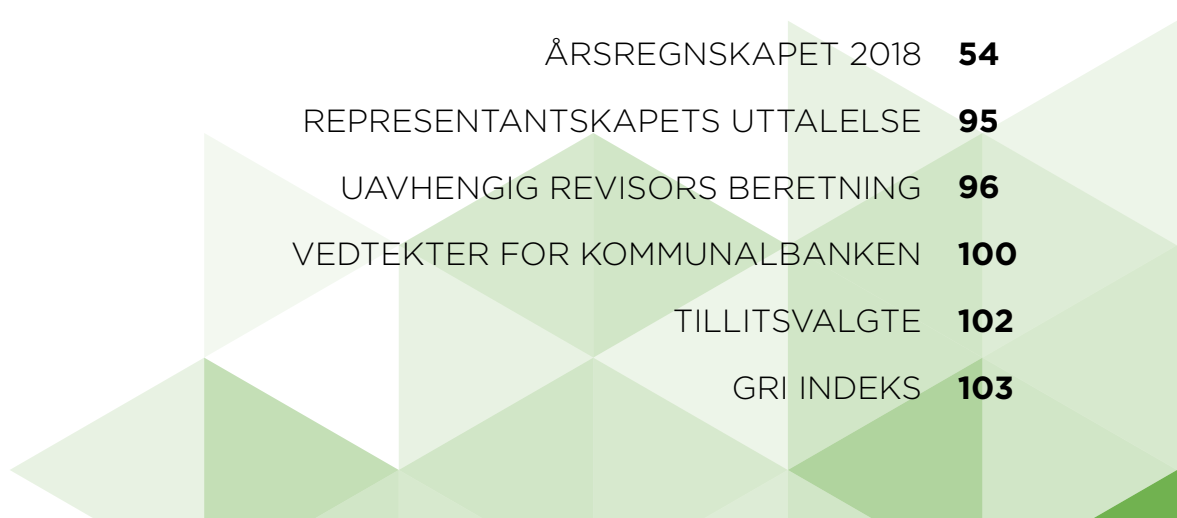 ÅRSREGNSKAPET 2018 54
REPRESENTANTSKAPETS UTTALELSE 95
UAVHENGIG REVISORS BERETNING 96
VEDTEKTER FOR KOMMUNALBANKEN 100
TILLITSVALGTE 102
GRI INDEKS 103